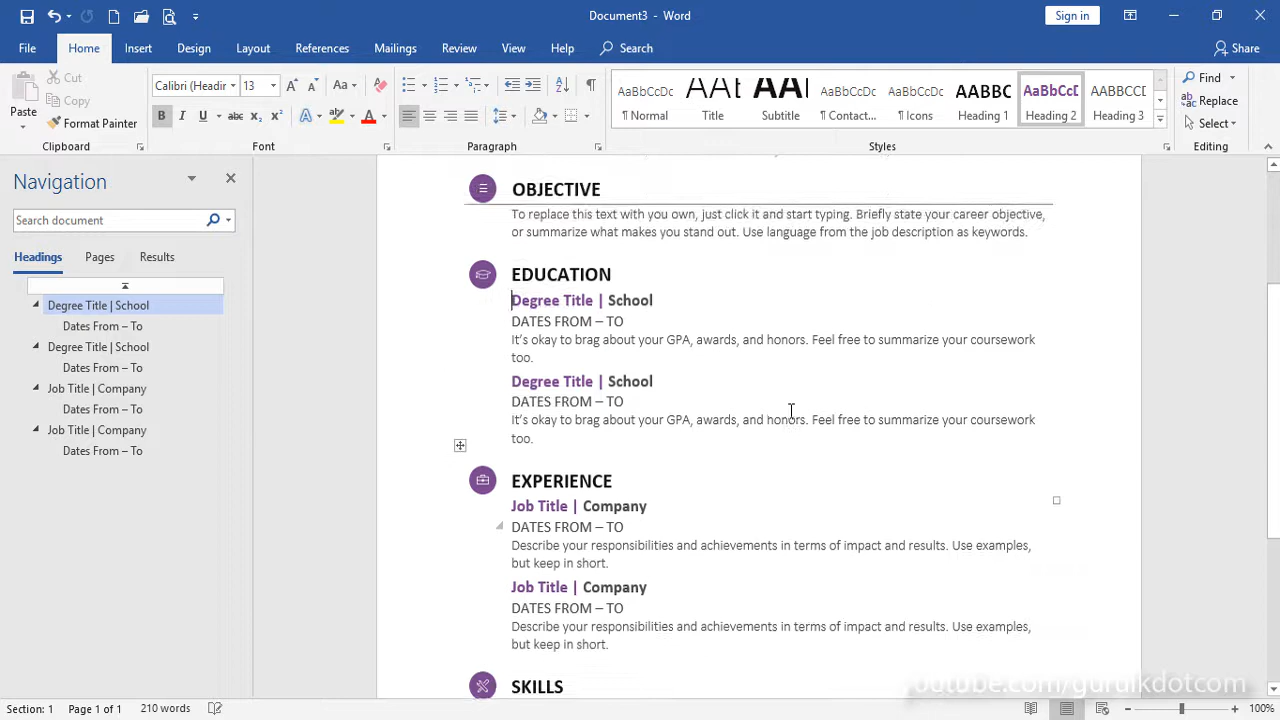 Document3 - Word
Sign in
File Home Insert Design Layout References Mailings Review View Help Search Share
Paste
Cut
Copy
Format Painter
Clipboard
Calibri (Headir 13
Aa
B I U abc x₂ x²
A
Font
Paragraph
AaBbCcDc
¶ Normal
AAt
Title
AAI
Subtitle
AaBbCcDc
¶ Contact...
AaBbCcDc
¶ Icons
AABBC
Heading 1
AaBbCcI
Heading 2
AABBCCI
Heading 3
Styles
Find
Replace
Select
Editing
Navigation
Search document
Headings Pages Results
Degree Title | School
Dates From – To
Degree Title | School
Dates From – To
Job Title | Company
Dates From – To
Job Title | Company
Dates From – To
OBJECTIVE
To replace this text with you own, just click it and start typing. Briefly state your career objective,
or summarize what makes you stand out. Use language from the job description as keywords.
EDUCATION
Degree Title | School
DATES FROM – TO
It’s okay to brag about your GPA, awards, and honors. Feel free to summarize your coursework
too.
Degree Title | School
DATES FROM – TO
It’s okay to brag about your GPA, awards, and honors. Feel free to summarize your coursework
too.
EXPERIENCE
Job Title | Company
DATES FROM – TO
Describe your responsibilities and achievements in terms of impact and results. Use examples,
but keep in short.
Job Title | Company
DATES FROM – TO
Describe your responsibilities and achievements in terms of impact and results. Use examples,
but keep in short.
SKILLS
Section: 1 Page 1 of 1 210 words
100%